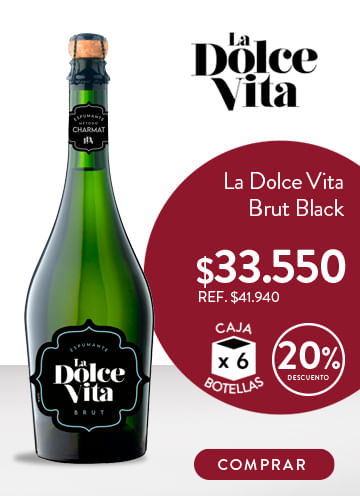 La
Dolce
Vita
ESPUMANTE
MÉTODO
CHARMAT
La Dolce Vita
Brut Black
$33.550
REF. $41.940
CAJA
x 6
BOTELLAS
20%
DESCUENTO
ESPUMANTE
La
Dolce
Vita
BRUT
COMPRAR